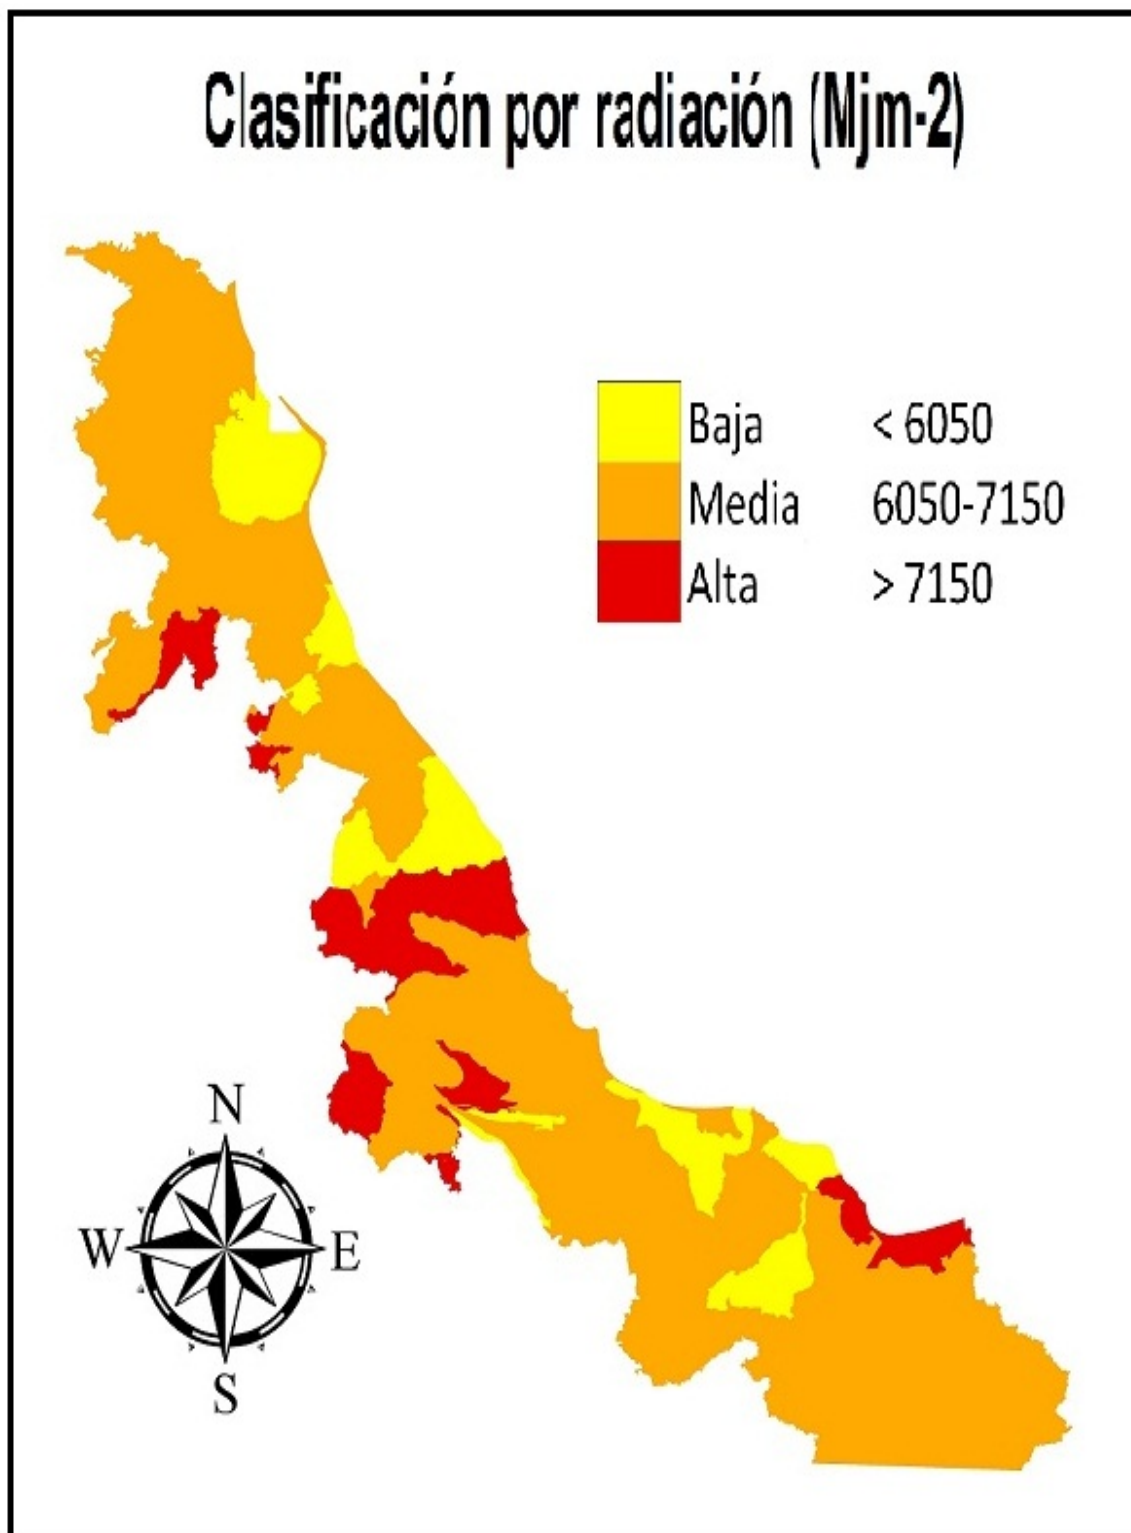 Clasificación por radiación (Mjm-2)
Baja < 6050
Media 6050-7150
Alta > 7150
N
W E
S